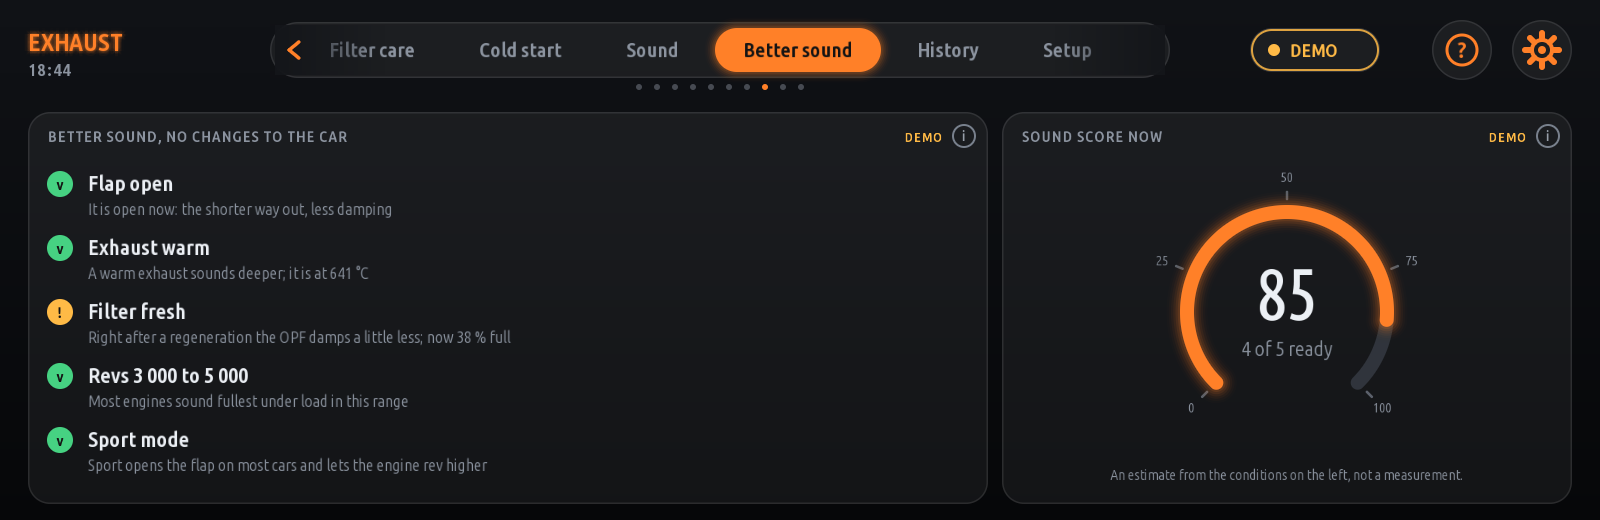 EXHAUST
18:44
Filter care
Cold start
Sound
Better sound
History
Setup
DEMO
?
BETTER SOUND, NO CHANGES TO THE CAR
DEMO
i
v
Flap open
It is open now: the shorter way out, less damping
v
Exhaust warm
A warm exhaust sounds deeper; it is at 641 °C
!
Filter fresh
Right after a regeneration the OPF damps a little less; now 38 % full
v
Revs 3 000 to 5 000
Most engines sound fullest under load in this range
v
Sport mode
Sport opens the flap on most cars and lets the engine rev higher
SOUND SCORE NOW
DEMO
i
50
25
75
85
4 of 5 ready
0
100
An estimate from the conditions on the left, not a measurement.